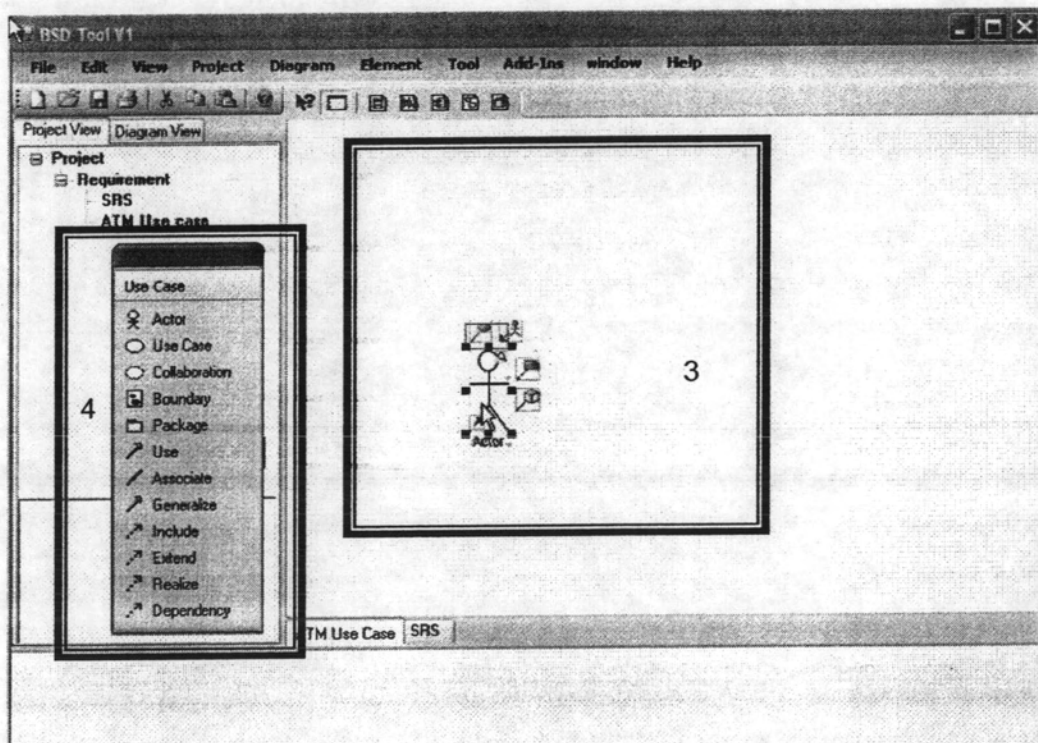 BSD Tool V1
File Edit View Project Diagram Element Tool Add-Ins window Help
Project View Diagram View
Project
Requirement
SRS
ATM Use case
Use Case
Actor
Use Case
Collaboration
Boundary
Package
Use
Associate
Generalize
Include
Extend
Realize
Dependency
4
3
Actor
TM Use Case SRS